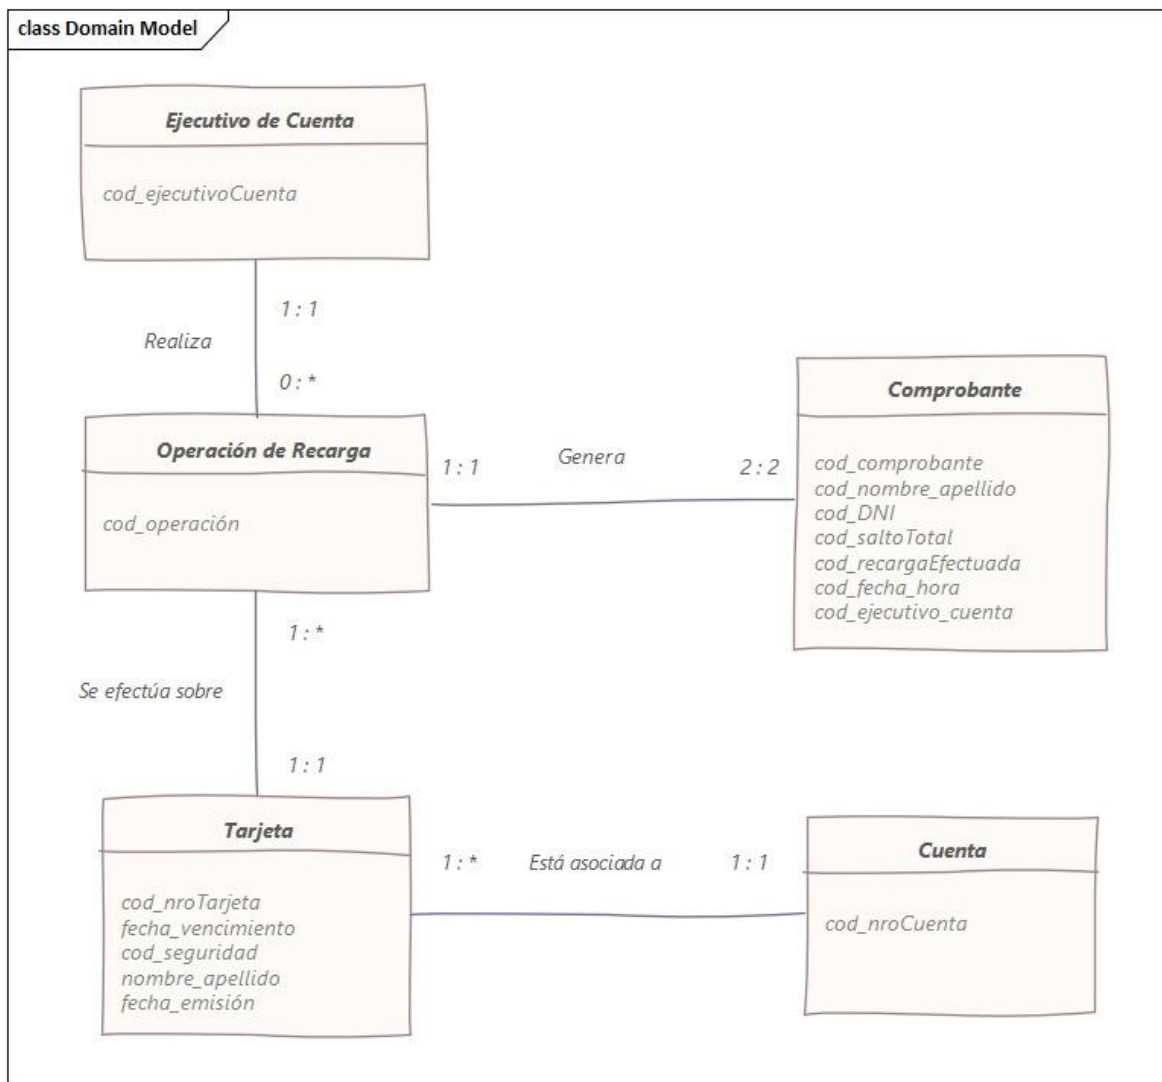 class Domain Model
Ejecutivo de Cuenta
cod_ejecutivoCuenta
1 : 1
Realiza
0 : *
Operación de Recarga
cod_operación
1 : 1
Genera
2 : 2
Comprobante
cod_comprobante
cod_nombre_apellido
cod_DNI
cod_saltoTotal
cod_recargaEfectuada
cod_fecha_hora
cod_ejecutivo_cuenta
1 : *
Se efectúa sobre
1 : 1
Tarjeta
cod_nroTarjeta
fecha_vencimiento
cod_seguridad
nombre_apellido
fecha_emisión
1 : *
Está asociada a
1 : 1
Cuenta
cod_nroCuenta